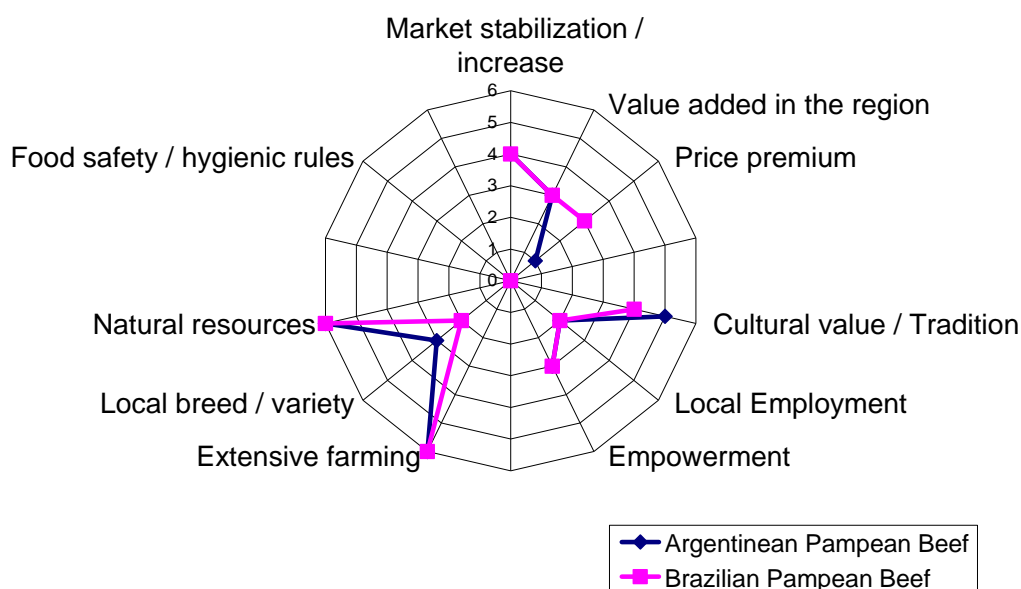 Market stabilization /
increase
Value added in the region
Price premium
Cultural value / Tradition
Local Employment
Empowerment
Extensive farming
Local breed / variety
Natural resources
Food safety / hygienic rules
6
5
4
3
2
1
0
Argentinean Pampean Beef
Brazilian Pampean Beef